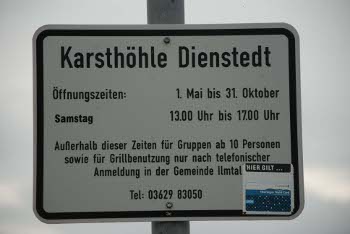 Karsthöhle Dienstedt
Öffnungszeiten: 1. Mai bis 31. Oktober
Samstag 13.00 Uhr bis 17.00 Uhr
Außerhalb dieser Zeiten für Gruppen ab 10 Personen
sowie für Grillbenutzung nur nach telefonischer
Anmeldung in der Gemeinde Ilmtal
HIER GILT ...
Tel: 03629 83050